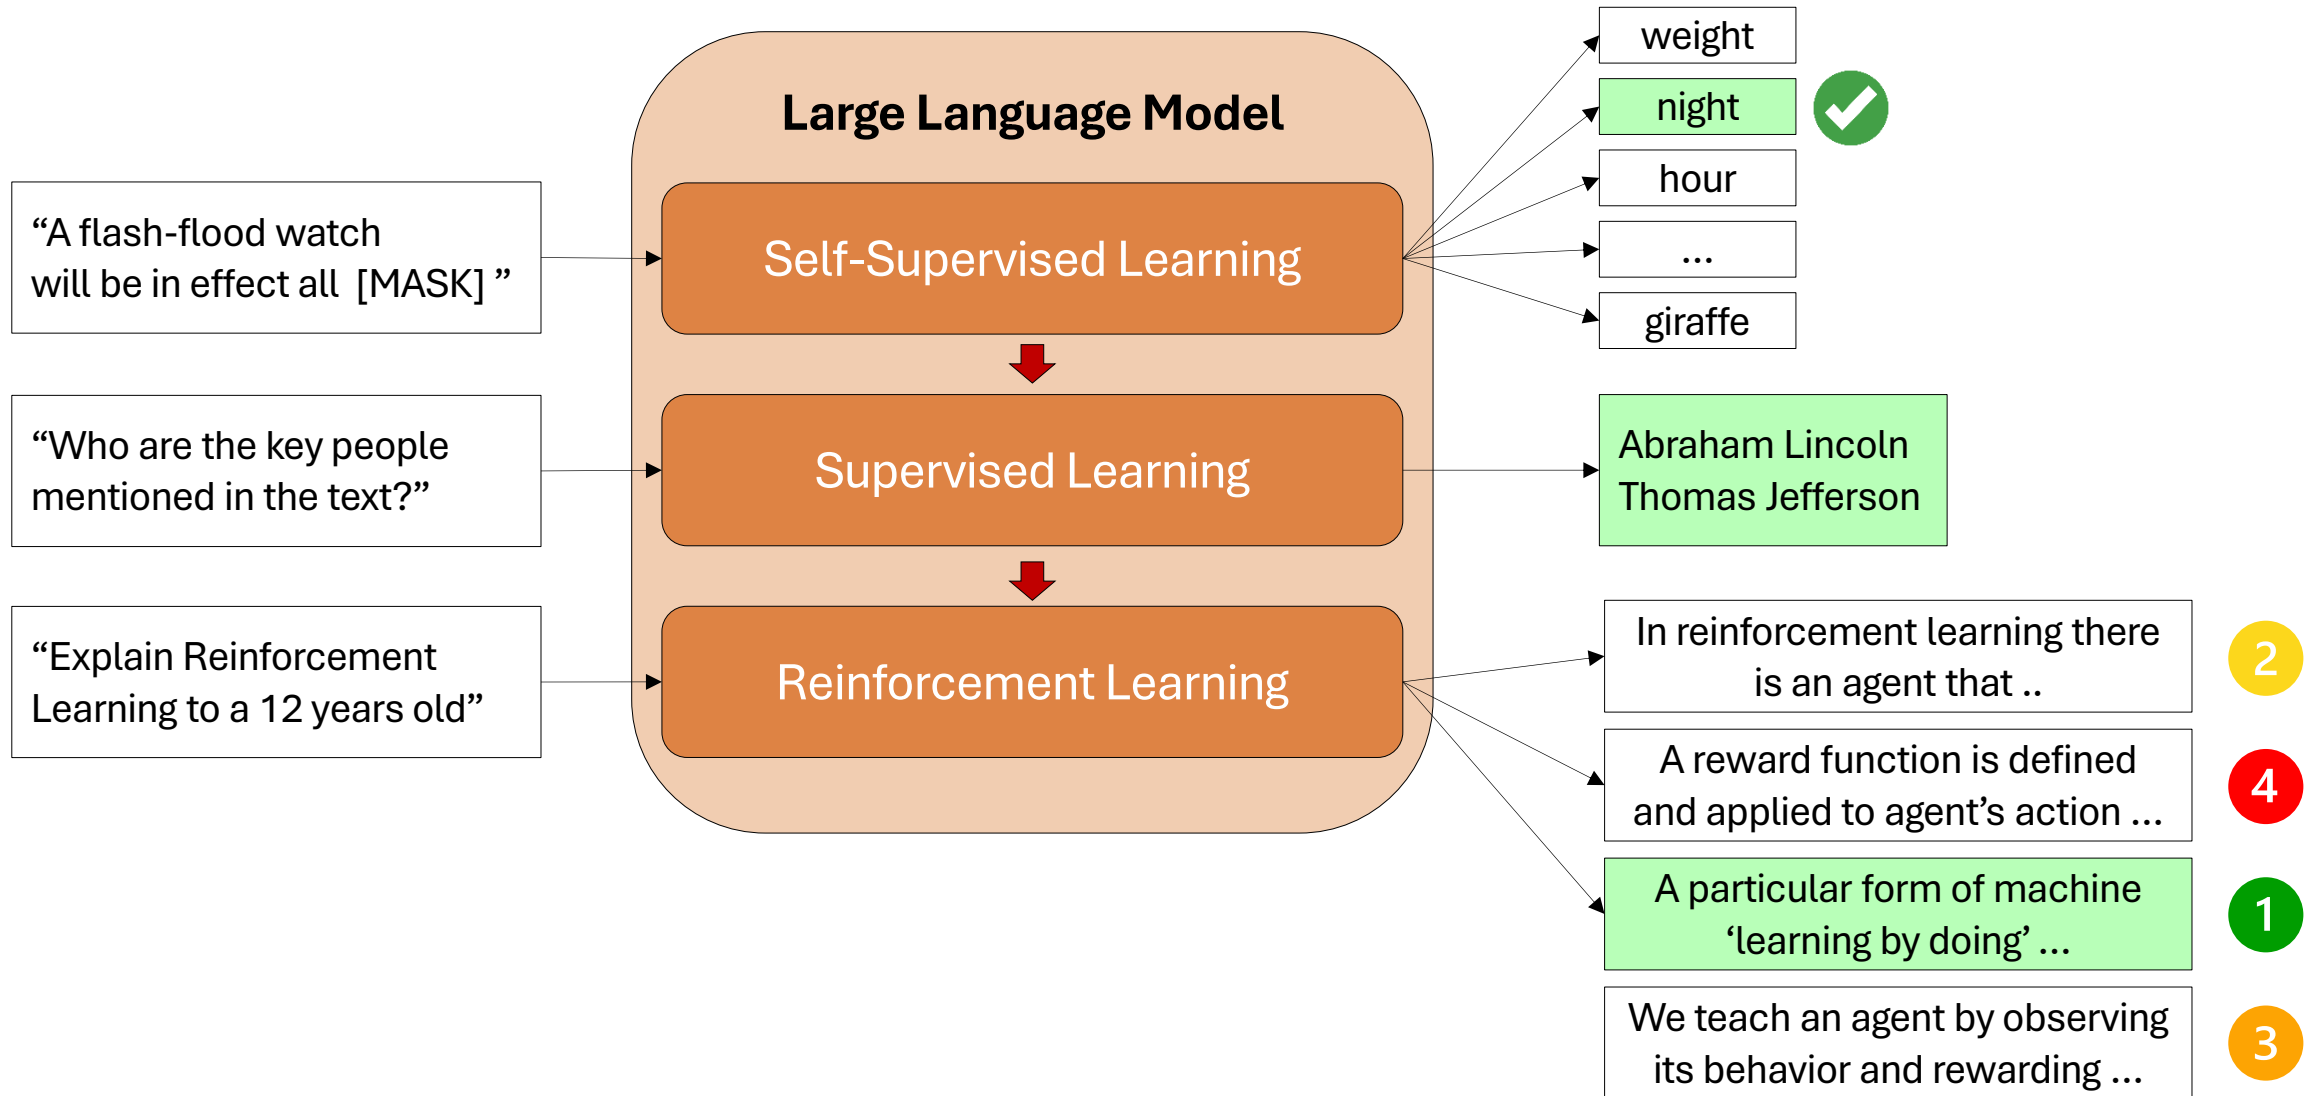 Large Language Model
“A flash-flood watch
will be in effect all  [MASK] ”
Self-Supervised Learning
weight
night
hour
...
giraffe
“Who are the key people
mentioned in the text?”
Supervised Learning
Abraham Lincoln
Thomas Jefferson
“Explain Reinforcement
Learning to a 12 years old”
Reinforcement Learning
In reinforcement learning there
is an agent that ..
2
A reward function is defined
and applied to agent’s action ...
4
A particular form of machine
‘learning by doing’ ...
1
We teach an agent by observing
its behavior and rewarding ...
3